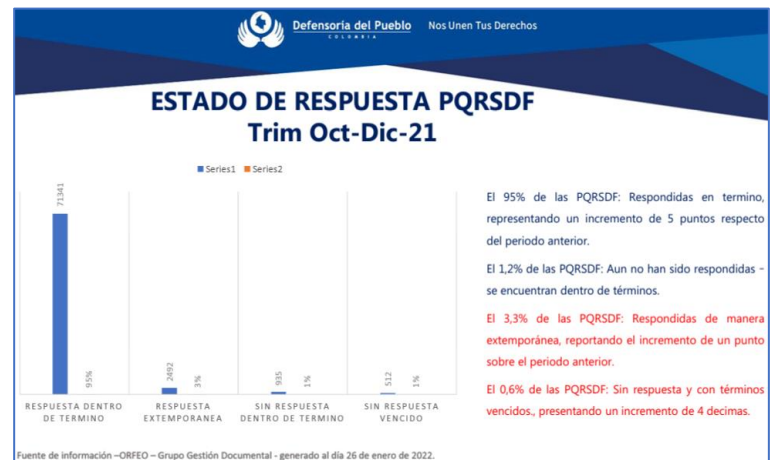 Defensoría del Pueblo Nos Unen Tus Derechos
COLOMBIA
ESTADO DE RESPUESTA PQRSDF
Trim Oct-Dic-21
Series1 Series2
71341
95%
2492
3%
935
1%
512
1%
RESPUESTA DENTRO
DE TERMINO
RESPUESTA
EXTEMPORANEA
SIN RESPUESTA
DENTRO DE TERMINO
SIN RESPUESTA
VENCIDO
El 95% de las PQRSDF: Respondidas en termino,
representando un incremento de 5 puntos respecto
del periodo anterior.
El 1,2% de las PQRSDF: Aun no han sido respondidas –
se encuentran dentro de términos.
El 3,3% de las PQRSDF: Respondidas de manera
extemporánea, reportando el incremento de un punto
sobre el periodo anterior.
El 0,6% de las PQRSDF: Sin respuesta y con términos
vencidos., presentando un incremento de 4 decimas.
Fuente de información –ORFEO – Grupo Gestión Documental - generado al día 26 de enero de 2022.